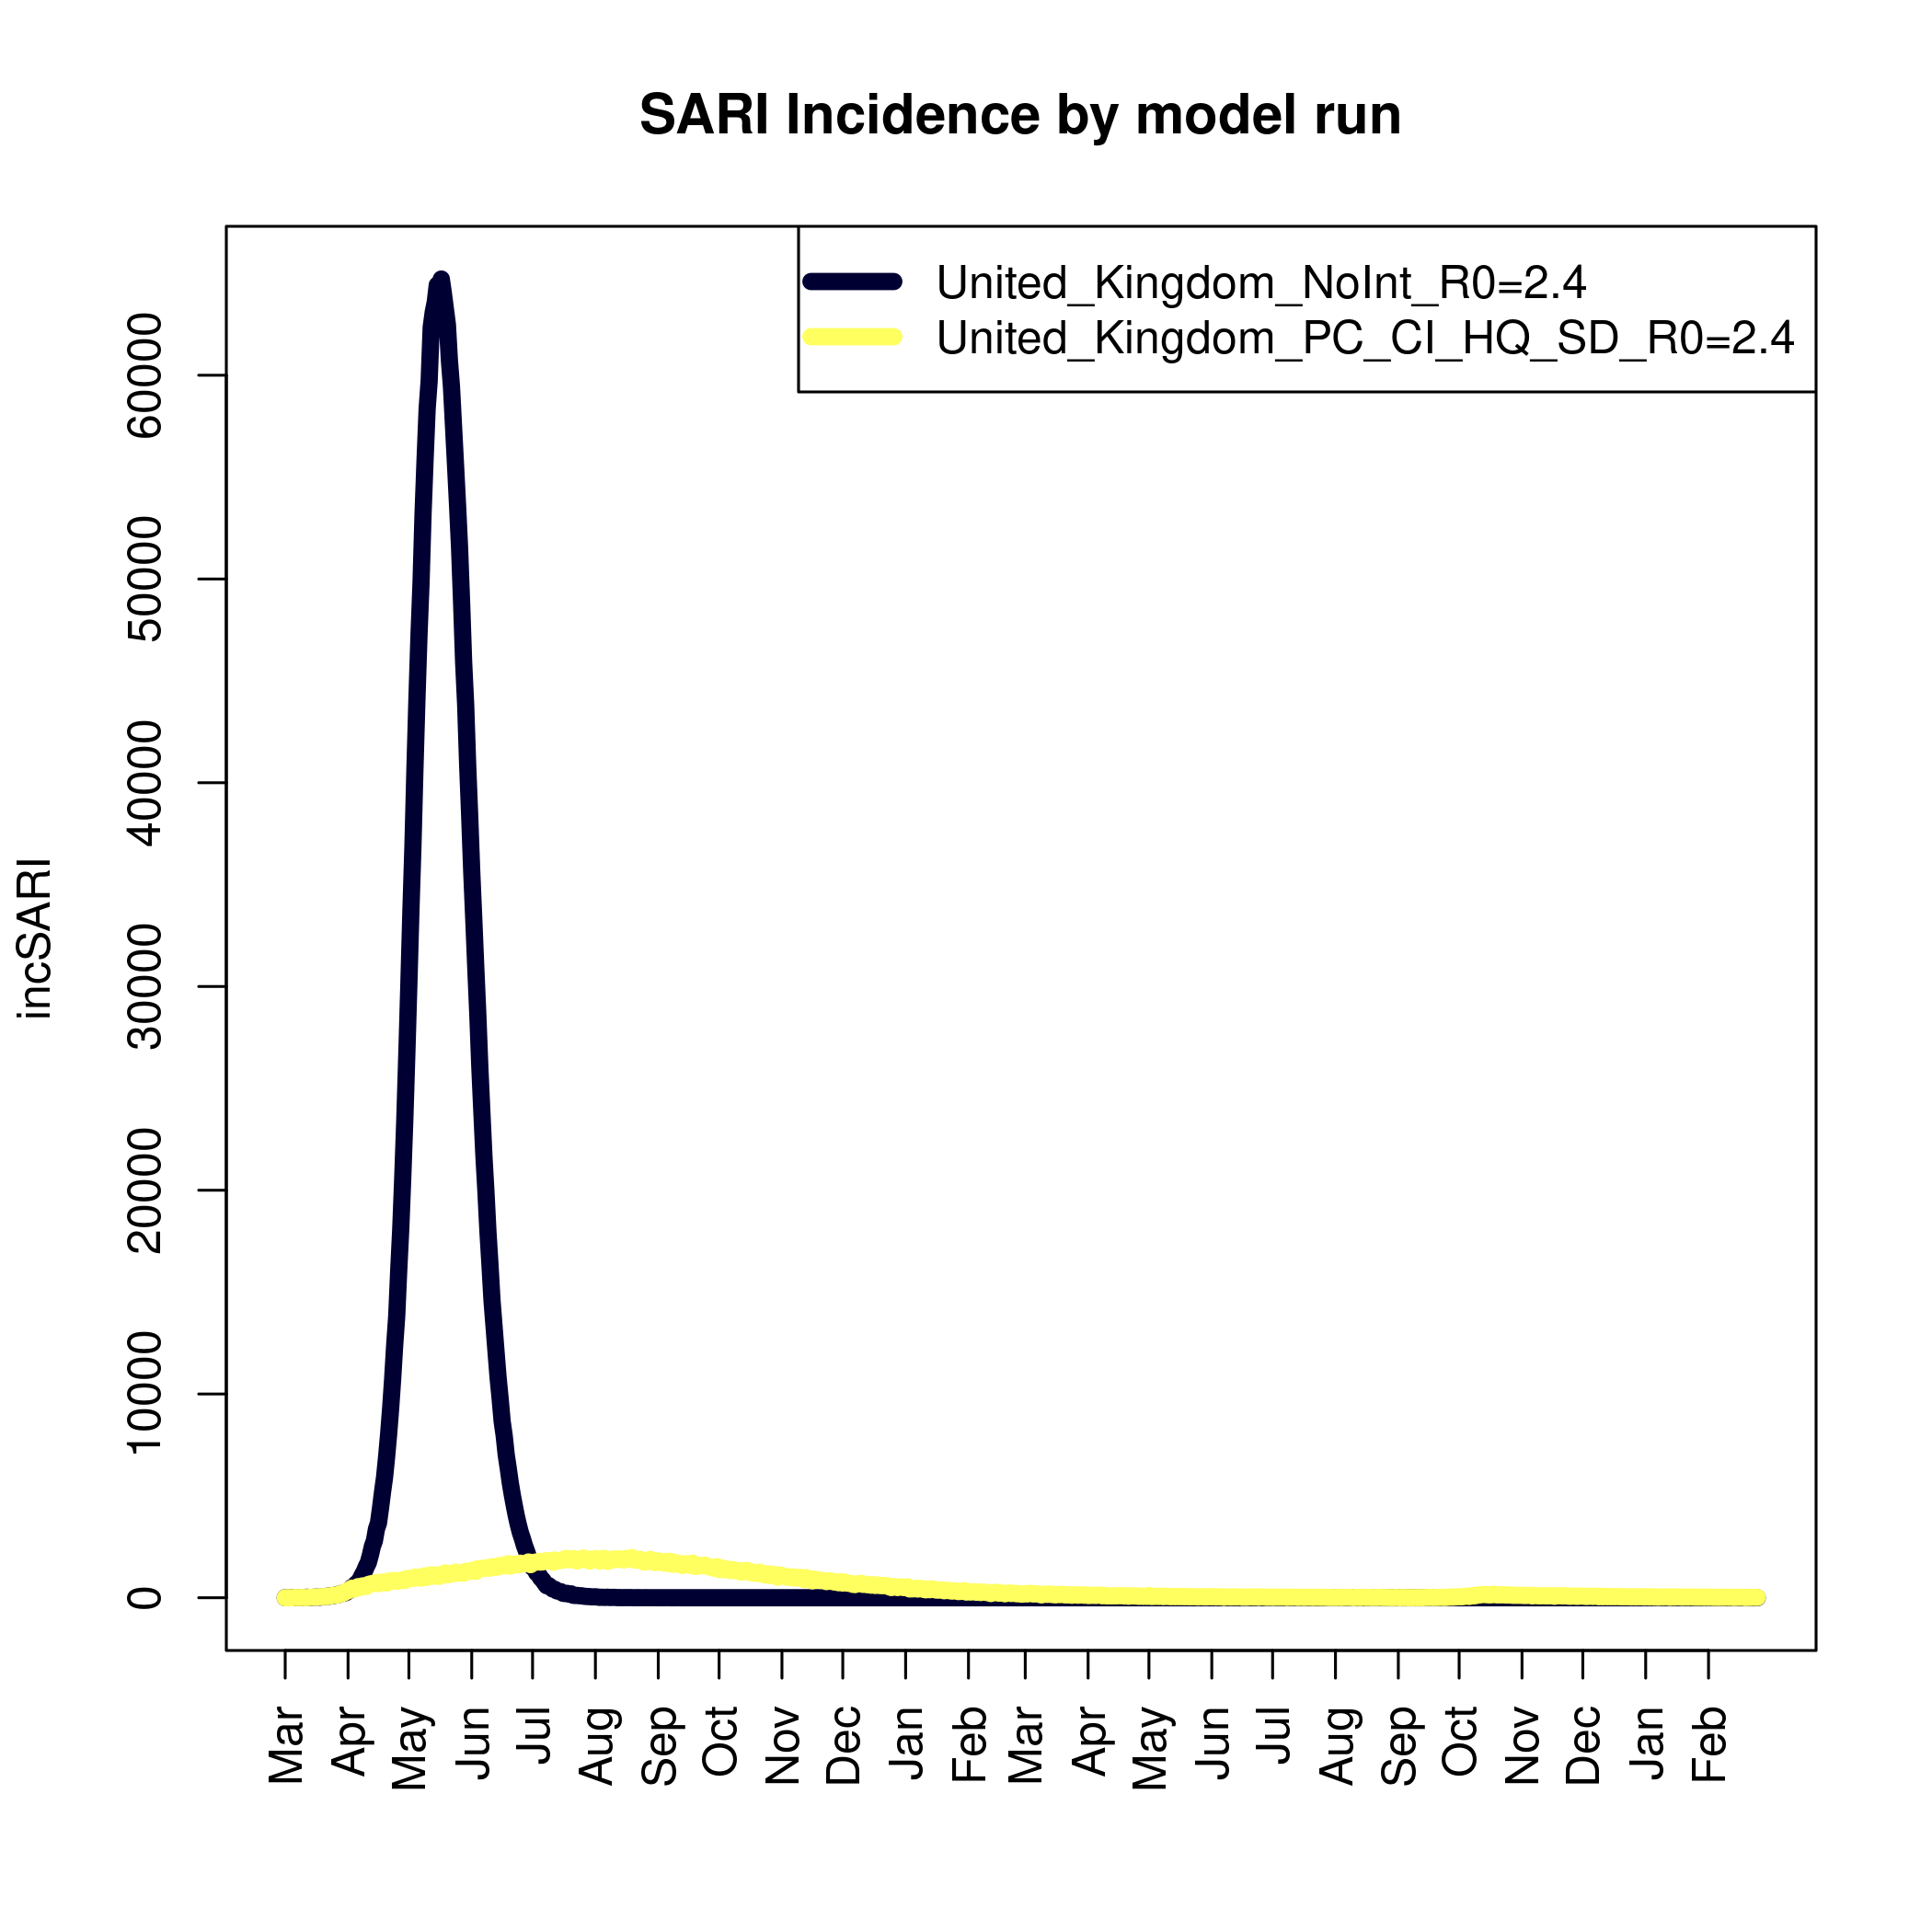 SARI Incidence by model run
United_Kingdom_NoInt_R0=2.4
United_Kingdom_PC_CI_HQ_SD_R0=2.4
incSARI
60000
50000
40000
30000
20000
10000
0
Mar Apr May Jun Jul Aug Sep Oct Nov Dec Jan Feb Mar Apr May Jun Jul Aug Sep Oct Nov Dec Jan Feb